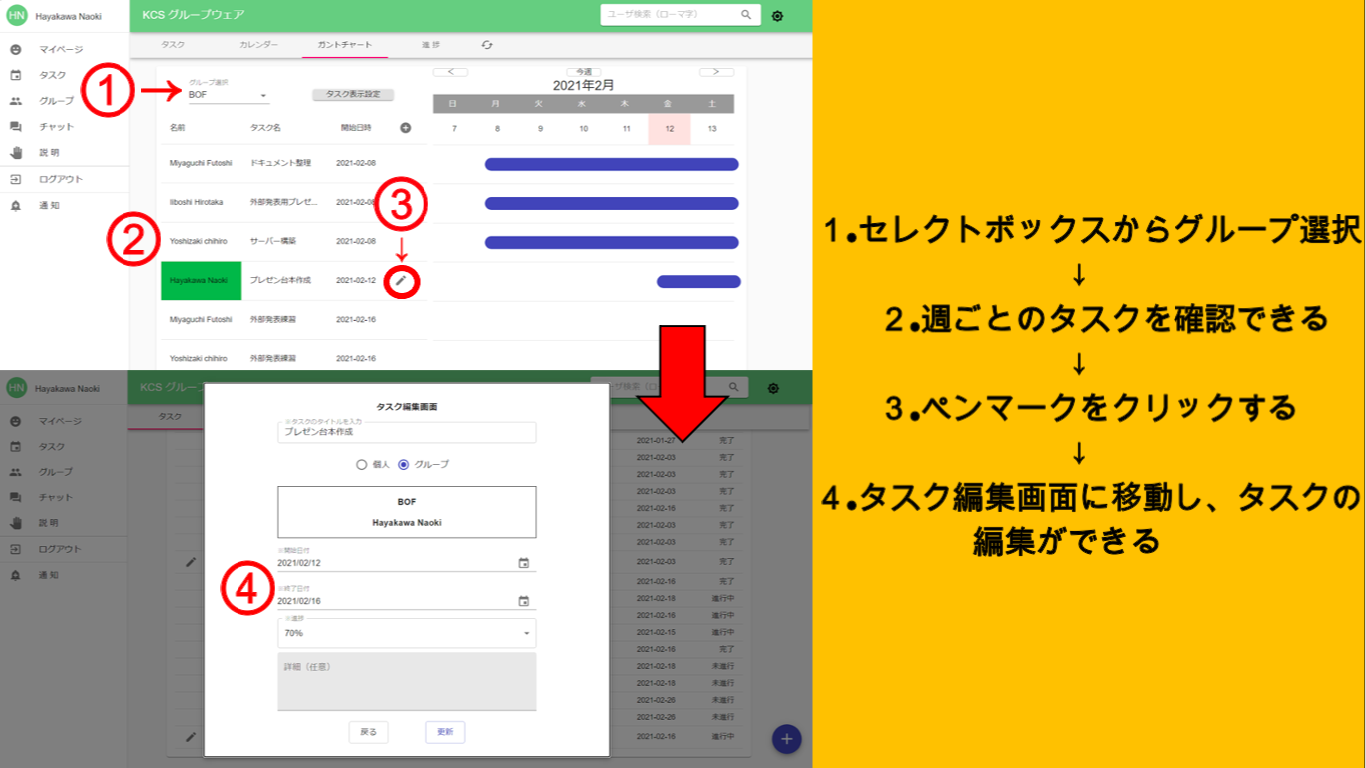 HN Hayakawa Naoki
KCS グループウェア
ユーザ検索（ローマ字）
マイページ
タスク
グループ
チャット
説明
ログアウト
通知
タスク カレンダー ガントチャート 進捗
①
グループ選択
BOF
タスク表示設定
< 今週 >
2021年2月
日 月 火 水 木 金 土
7 8 9 10 11 12 13
名前 タスク名 開始日時
Miyaguchi Futoshi ドキュメント整理 2021-02-08
Iiboshi Hirotaka 外部発表用プレゼ... 2021-02-08
②
③
Yoshizaki chihiro サーバー構築 2021-02-08
Hayakawa Naoki プレゼン台本作成 2021-02-12
Miyaguchi Futoshi 外部発表練習 2021-02-16
Yoshizaki chihiro 外部発表練習 2021-02-16
HN Hayakawa Naoki
KCS グルー
マイページ
タスク
グループ
チャット
説明
ログアウト
通知
タスク
タスク編集画面
※タスクのタイトルを入力
プレゼン台本作成
個人 グループ
BOF
Hayakawa Naoki
※開始日付
2021/02/12
④
※終了日付
2021/02/16
※進捗
70%
詳細（任意）
戻る 更新
2021-01-27 完了
2021-02-03 完了
2021-02-03 完了
2021-02-03 完了
2021-02-16 完了
2021-02-03 完了
2021-02-03 完了
2021-02-03 完了
2021-02-16 完了
2021-02-18 進行中
2021-02-16 進行中
2021-02-15 進行中
2021-02-16 完了
2021-02-18 未進行
2021-02-18 未進行
2021-02-26 未進行
2021-02-26 未進行
2021-02-16 進行中
+
1.セレクトボックスからグループ選択
↓
2.週ごとのタスクを確認できる
↓
3.ペンマークをクリックする
↓
4.タスク編集画面に移動し、タスクの
編集ができる